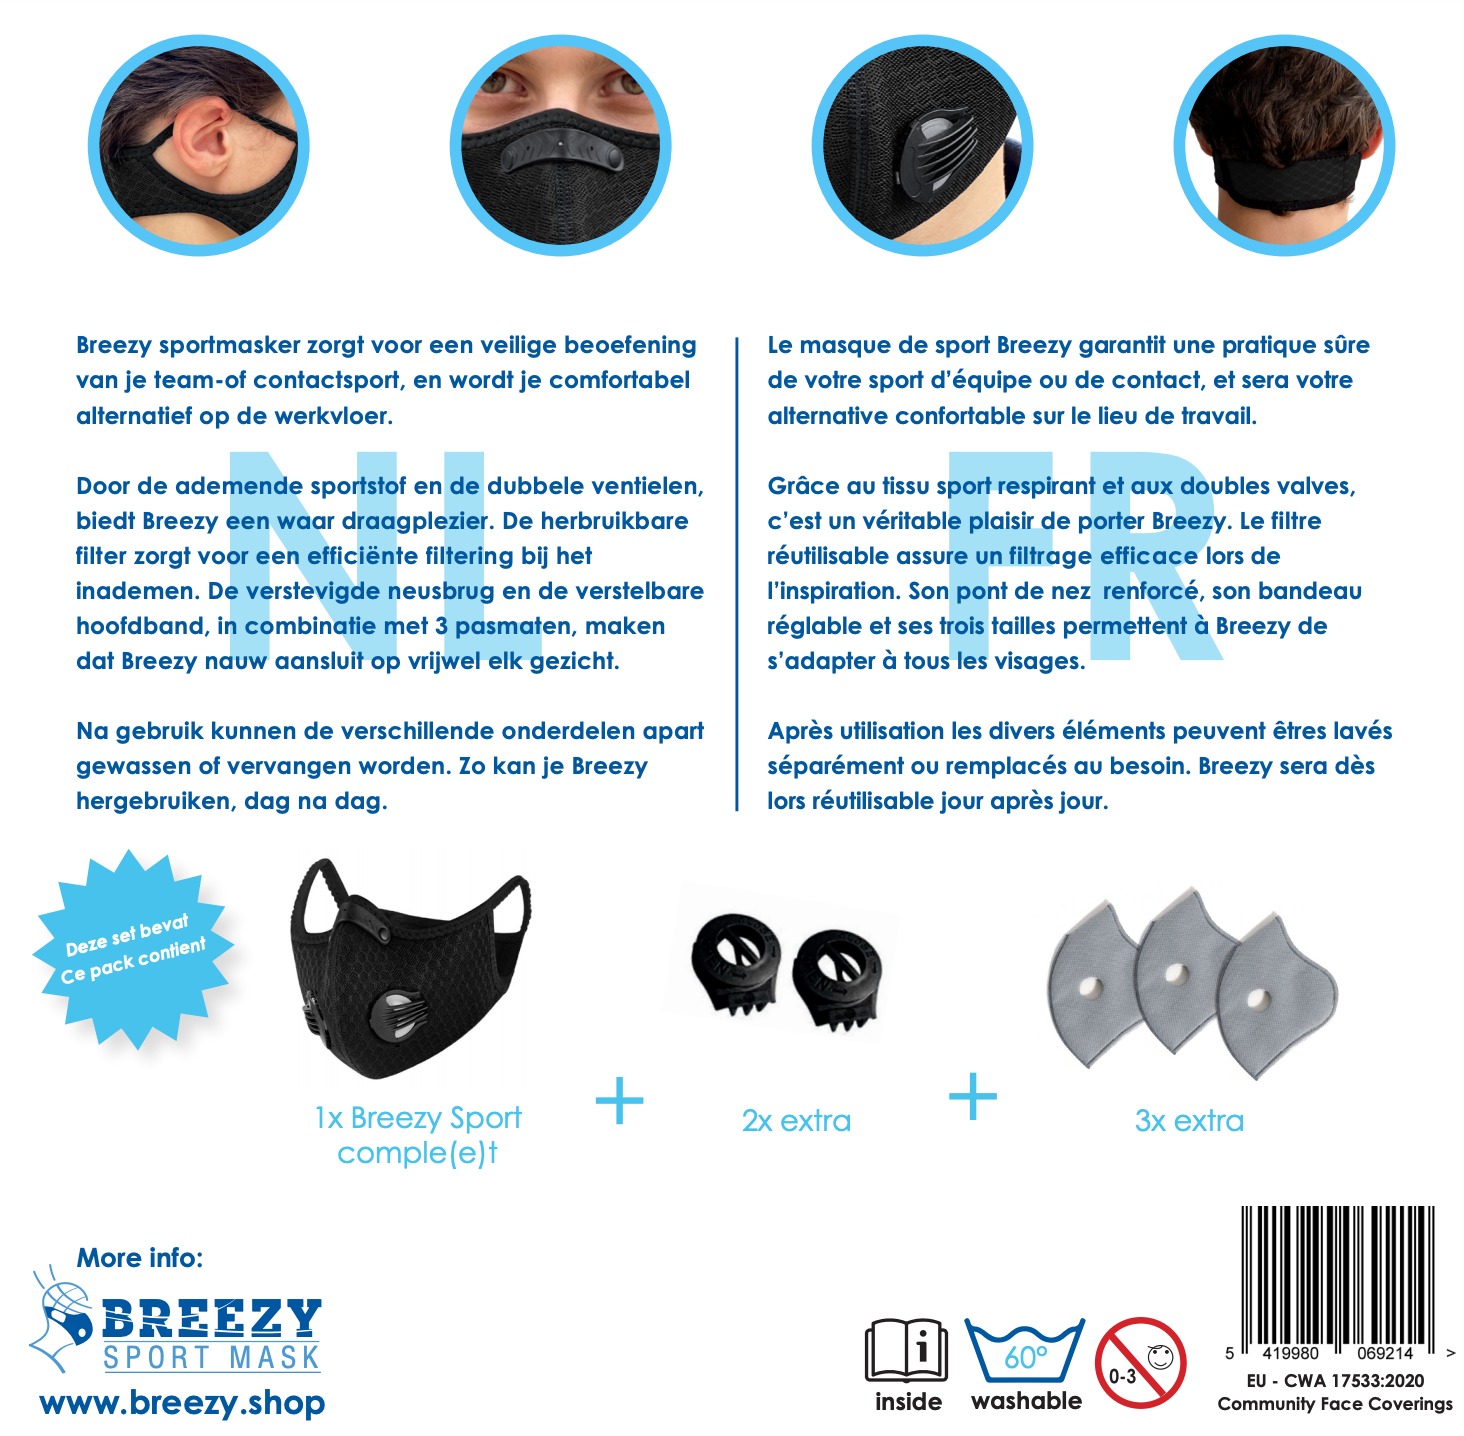 Breezy sportmasker zorgt voor een veilige beoefening
van je team-of contactsport, en wordt je comfortabel
alternatief op de werkvloer.
NL
Door de ademende sportstof en de dubbele ventielen,
biedt Breezy een waar draagplezier. De herbruikbare
filter zorgt voor een efficiënte filtering bij het
inademen. De verstevigde neusbrug en de verstelbare
hoofdband, in combinatie met 3 pasmaten, maken
dat Breezy nauw aansluit op vrijwel elk gezicht.
Na gebruik kunnen de verschillende onderdelen apart
gewassen of vervangen worden. Zo kan je Breezy
hergebruiken, dag na dag.
Le masque de sport Breezy garantit une pratique sûre
de votre sport d’équipe ou de contact, et sera votre
alternative confortable sur le lieu de travail.
FR
Grâce au tissu sport respirant et aux doubles valves,
c’est un véritable plaisir de porter Breezy. Le filtre
réutilisable assure un filtrage efficace lors de
l’inspiration. Son pont de nez renforcé, son bandeau
réglable et ses trois tailles permettent à Breezy de
s’adapter à tous les visages.
Après utilisation les divers éléments peuvent êtres lavés
séparément ou remplacés au besoin. Breezy sera dès
lors réutilisable jour après jour.
Deze set bevat
Ce pack contient
1x Breezy Sport
comple(e)t
+
2x extra
+
3x extra
More info:
BREEZY
SPORT MASK
www.breezy.shop
i
inside
60°
washable
0-3
5 419980 069214 >
EU - CWA 17533:2020
Community Face Coverings